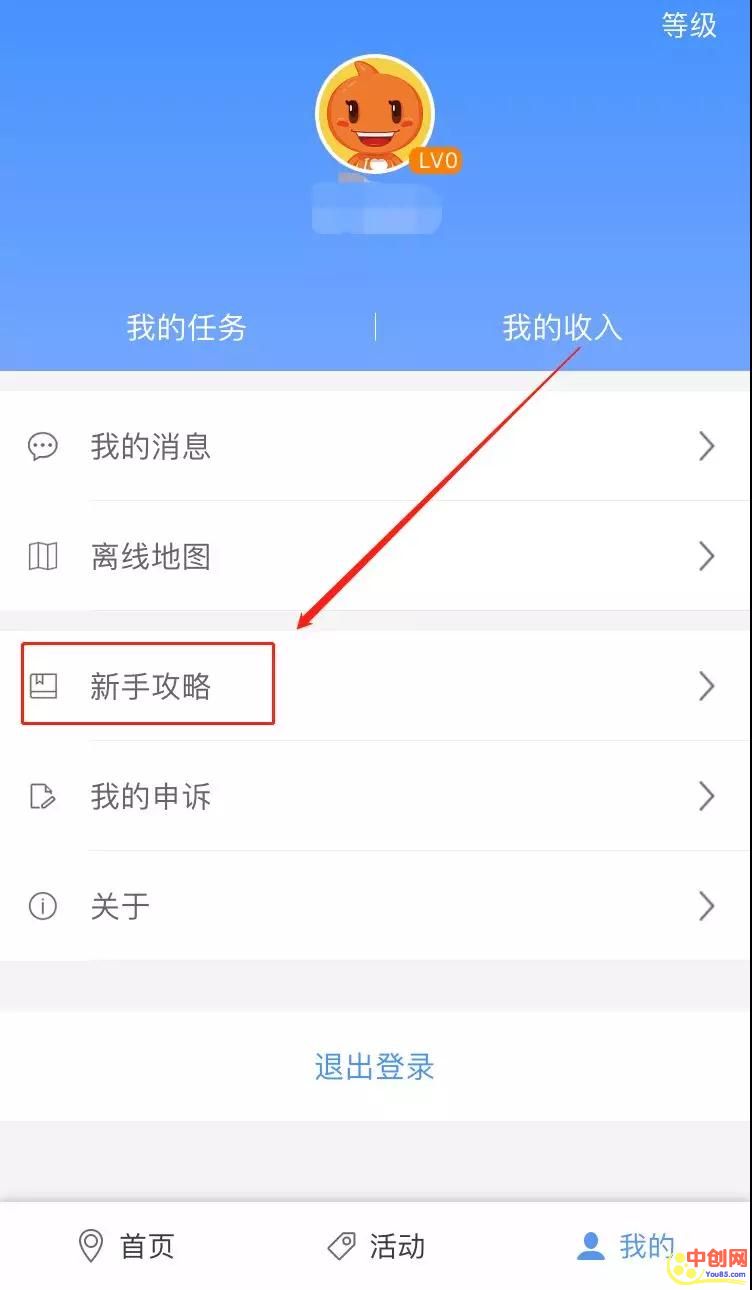 等级
LV0
我的任务
我的收入
我的消息
离线地图
新手攻略
我的申诉
关于
退出登录
首页
活动
我的
中创网
You85.com